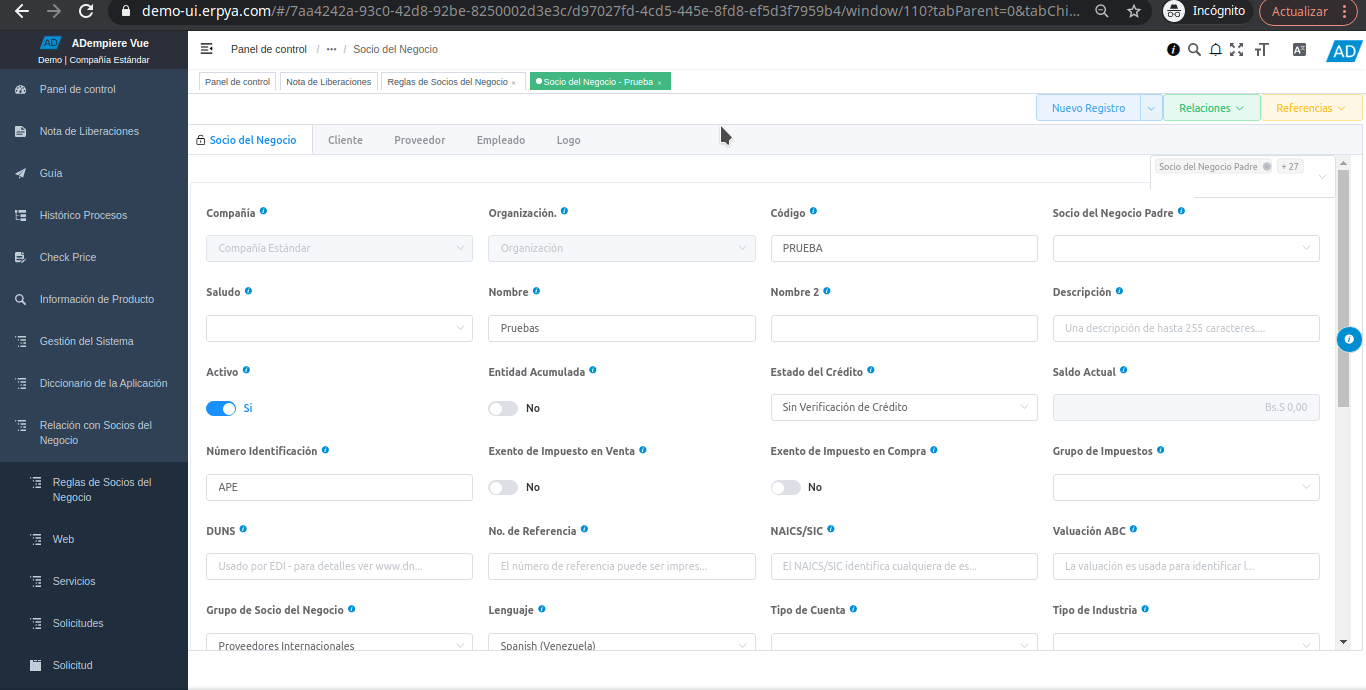 demo-ui.erpya.com/#/7aa4242a-93c0-42d8-92be-8250002d3e3c/d97027fd-4cd5-445e-8fd8-ef5d3f7959b4/window/110?tabParent=0&tabChi...
Incógnito
Actualizar
AD
ADempiere Vue
Demo | Compañía Estándar
Panel de control
Nota de Liberaciones
Guía
Histórico Procesos
Check Price
Información de Producto
Gestión del Sistema
Diccionario de la Aplicación
Relación con Socios del
Negocio
Reglas de Socios del
Negocio
Web
Servicios
Solicitudes
Solicitud
Panel de control / ··· / Socio del Negocio
AD
Panel de control
Nota de Liberaciones
Reglas de Socios del Negocio ×
Socio del Negocio - Prueba ×
Nuevo Registro
Relaciones
Referencias
Socio del Negocio
Cliente
Proveedor
Empleado
Logo
Socio del Negocio Padre
+ 27
Compañía
Organización.
Código
Socio del Negocio Padre
Compañía Estándar
Organización
PRUEBA
Saludo
Nombre
Nombre 2
Descripción
Pruebas
Una descripción de hasta 255 caracteres....
Activo
Entidad Acumulada
Estado del Crédito
Saldo Actual
Si
No
Sin Verificación de Crédito
Bs.S 0,00
Número Identificación
Exento de Impuesto en Venta
Exento de Impuesto en Compra
Grupo de Impuestos
APE
No
No
DUNS
No. de Referencia
NAICS/SIC
Valuación ABC
Usado por EDI - para detalles ver www.dn...
El número de referencia puede ser impres...
El NAICS/SIC identifica cualquiera de es...
La valuación es usada para identificar l...
Grupo de Socio del Negocio
Lenguaje
Tipo de Cuenta
Tipo de Industria
Proveedores Internacionales
Spanish (Venezuela)